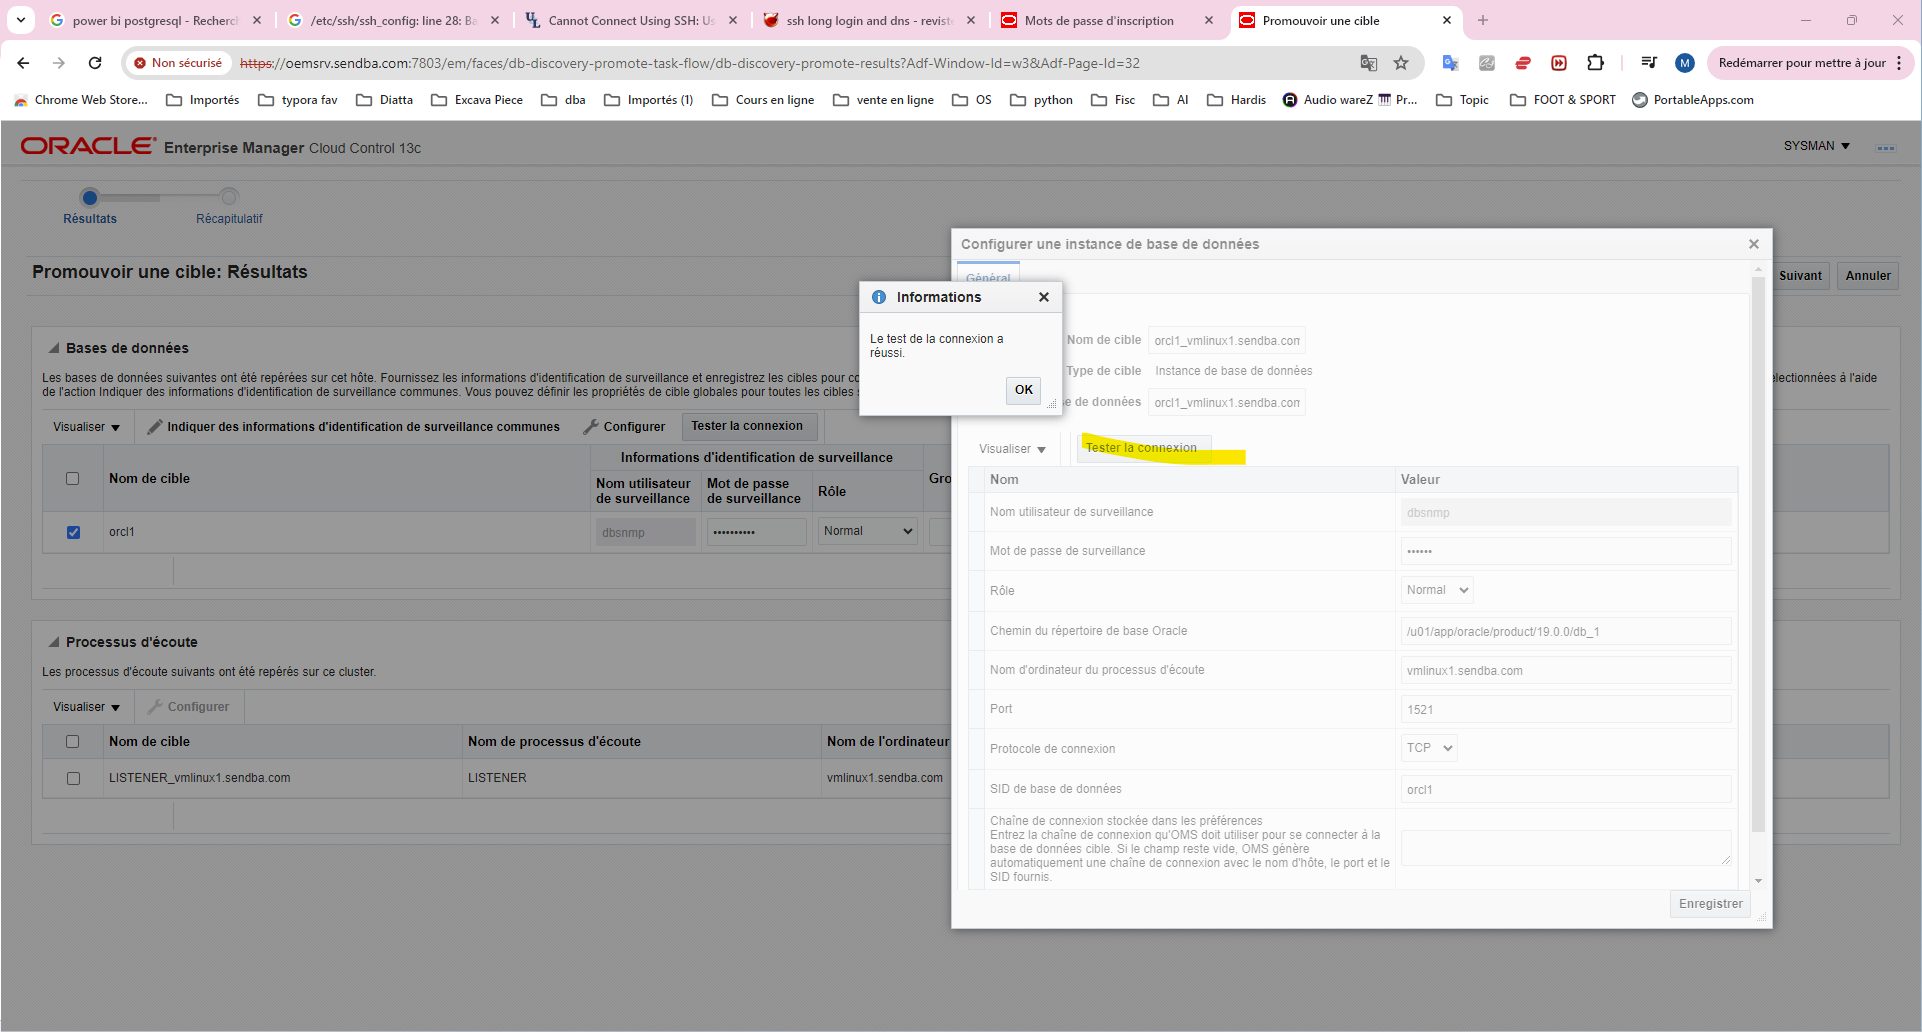 power bi postgresql - Recherch
/etc/ssh/ssh_config: line 28: Ba
Cannot Connect Using SSH: Us
ssh long login and dns - reviste
Mots de passe d'inscription
Promouvoir une cible
Non sécurisé
https://oemsrv.sendba.com:7803/em/faces/db-discovery-promote-task-flow/db-discovery-promote-results?Adf-Window-Id=w3&Adf-Page-Id=32
M
Redémarrer pour mettre à jour
Chrome Web Store...
Importés
typora fav
Diatta
Excava Piece
dba
Importés (1)
Cours en ligne
vente en ligne
OS
python
Fisc
AI
Hardis
Audio wareZ
Pr...
Topic
FOOT & SPORT
PortableApps.com
ORACLE Enterprise Manager Cloud Control 13c
SYSMAN
Résultats
Récapitulatif
Promouvoir une cible: Résultats
Suivant
Annuler
Bases de données
Les bases de données suivantes ont été repérées sur cet hôte. Fournissez les informations d'identification de surveillance et enregistrez les cibles pour co
électionnées à l'aide
de l'action Indiquer des informations d'identification de surveillance communes. Vous pouvez définir les propriétés de cible globales pour toutes les cibles
Visualiser
Indiquer des informations d'identification de surveillance communes
Configurer
Tester la connexion
Nom de cible
Informations d'identification de surveillance
Nom utilisateur
de surveillance
Mot de passe
de surveillance
Rôle
Gro
orcl1
dbsnmp
••••••••••
Normal
Processus d'écoute
Les processus d'écoute suivants ont été repérés sur ce cluster.
Visualiser
Configurer
Nom de cible
Nom de processus d'écoute
Nom de l'ordinateur
LISTENER_vmlinux1.sendba.com
LISTENER
vmlinux1.sendba.com
Informations
Le test de la connexion a
réussi.
OK
Configurer une instance de base de données
Général
Nom de cible
orcl1_vmlinux1.sendba.com
Type de cible
Instance de base de données
se de données
orcl1_vmlinux1.sendba.com
Visualiser
Tester la connexion
Nom
Valeur
Nom utilisateur de surveillance
dbsnmp
Mot de passe de surveillance
••••••
Rôle
Normal
Chemin du répertoire de base Oracle
/u01/app/oracle/product/19.0.0/db_1
Nom d'ordinateur du processus d'écoute
vmlinux1.sendba.com
Port
1521
Protocole de connexion
TCP
SID de base de données
orcl1
Chaîne de connexion stockée dans les préférences
Entrez la chaîne de connexion qu'OMS doit utiliser pour se connecter à la
base de données cible. Si le champ reste vide, OMS génère
automatiquement une chaîne de connexion avec le nom d'hôte, le port et le
SID fournis.
Enregistrer